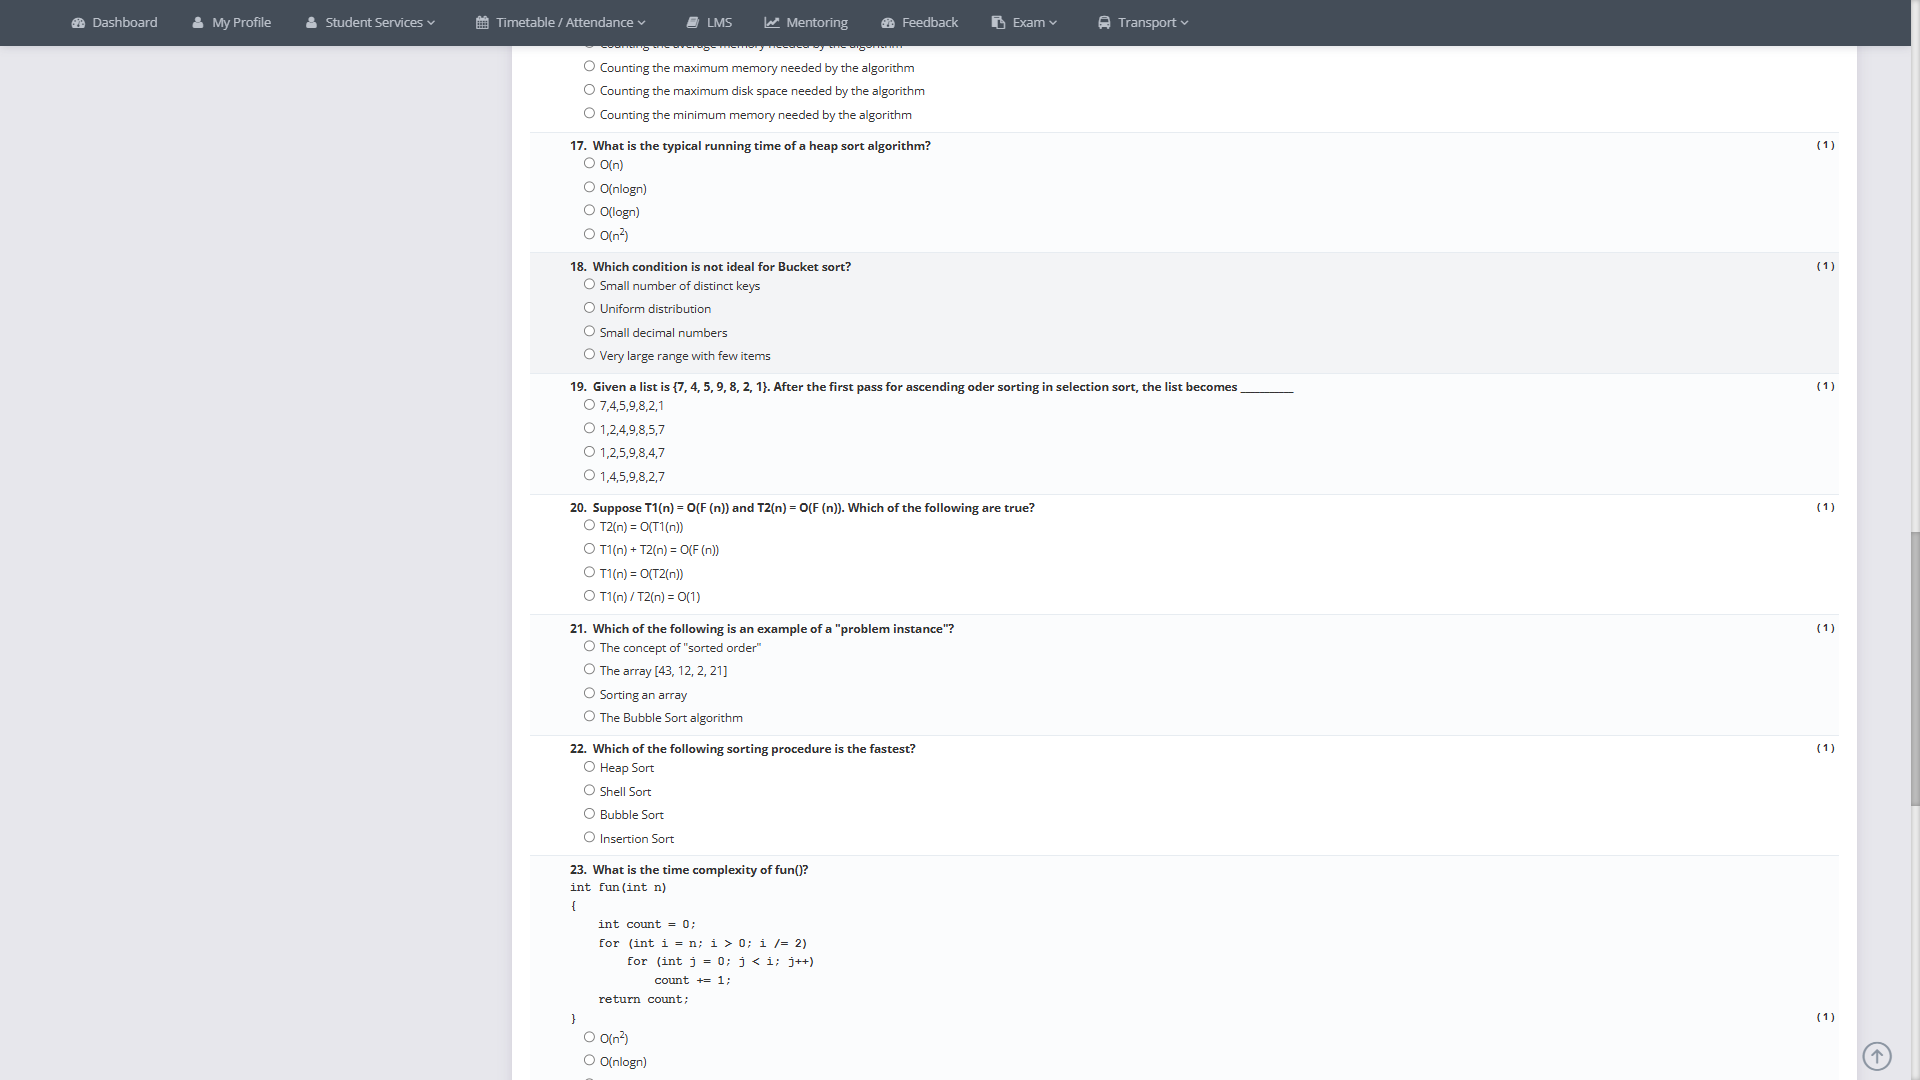 Dashboard My Profile Student Services Timetable / Attendance LMS Mentoring Feedback Exam Transport
Counting the average memory needed by the algorithm
Counting the maximum memory needed by the algorithm
Counting the maximum disk space needed by the algorithm
Counting the minimum memory needed by the algorithm
17. What is the typical running time of a heap sort algorithm? (1)
O(n)
O(nlogn)
O(logn)
O(n²)
18. Which condition is not ideal for Bucket sort? (1)
Small number of distinct keys
Uniform distribution
Small decimal numbers
Very large range with few items
19. Given a list is {7, 4, 5, 9, 8, 2, 1}. After the first pass for ascending oder sorting in selection sort, the list becomes ________ (1)
7,4,5,9,8,2,1
1,2,4,9,8,5,7
1,2,5,9,8,4,7
1,4,5,9,8,2,7
20. Suppose T1(n) = O(F (n)) and T2(n) = O(F (n)). Which of the following are true? (1)
T2(n) = O(T1(n))
T1(n) + T2(n) = O(F (n))
T1(n) = O(T2(n))
T1(n) / T2(n) = O(1)
21. Which of the following is an example of a "problem instance"? (1)
The concept of "sorted order"
The array [43, 12, 2, 21]
Sorting an array
The Bubble Sort algorithm
22. Which of the following sorting procedure is the fastest? (1)
Heap Sort
Shell Sort
Bubble Sort
Insertion Sort
23. What is the time complexity of fun()?
int fun(int n)
{
int count = 0;
for (int i = n; i > 0; i /= 2)
for (int j = 0; j < i; j++)
count += 1;
return count;
} (1)
O(n²)
O(nlogn)